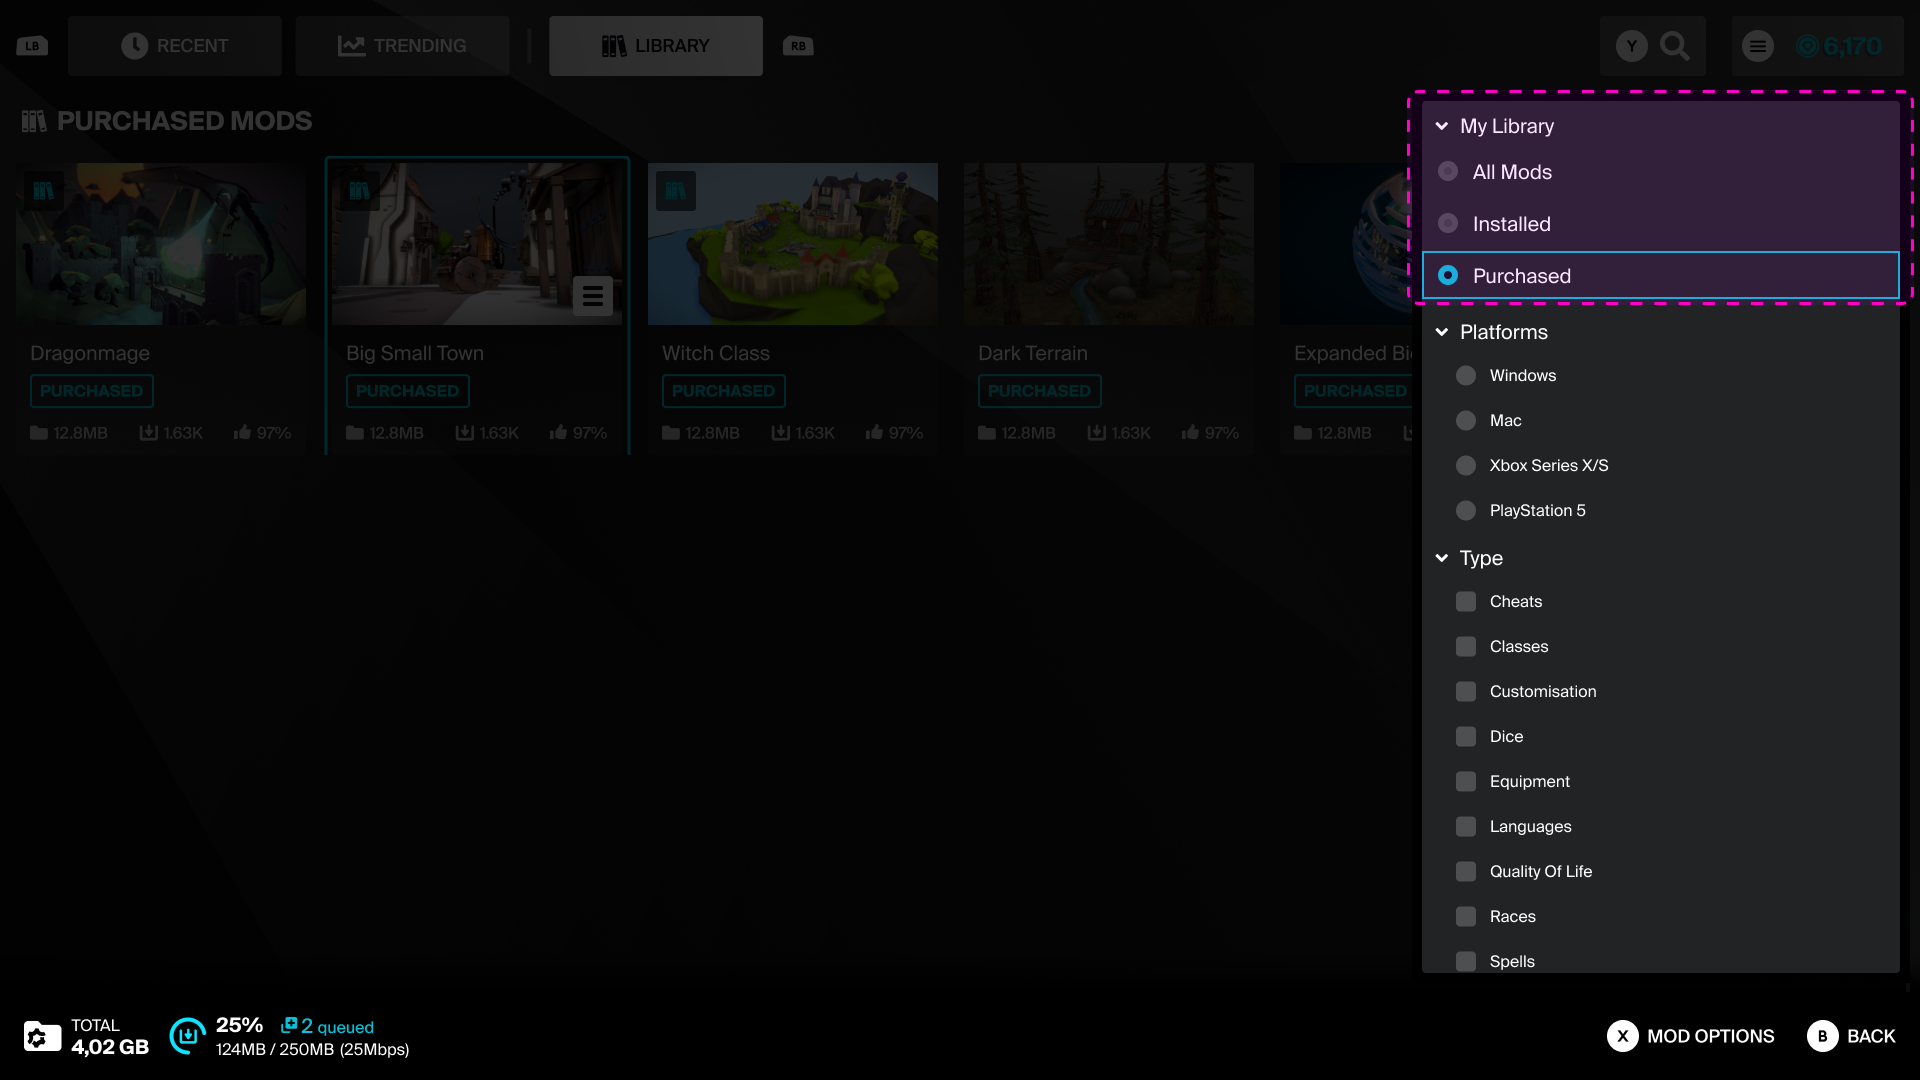 LB
RECENT
TRENDING
LIBRARY
RB
Y
6,170
PURCHASED MODS
Dragonmage
PURCHASED
12.8MB
1.63K
97%
Big Small Town
PURCHASED
12.8MB
1.63K
97%
Witch Class
PURCHASED
12.8MB
1.63K
97%
Dark Terrain
PURCHASED
12.8MB
1.63K
97%
Expanded Bi
PURCHASED
12.8MB
My Library
All Mods
Installed
Purchased
Platforms
Windows
Mac
Xbox Series X/S
PlayStation 5
Type
Cheats
Classes
Customisation
Dice
Equipment
Languages
Quality Of Life
Races
Spells
TOTAL
4,02 GB
25%
2 queued
124MB / 250MB (25Mbps)
X MOD OPTIONS
B BACK